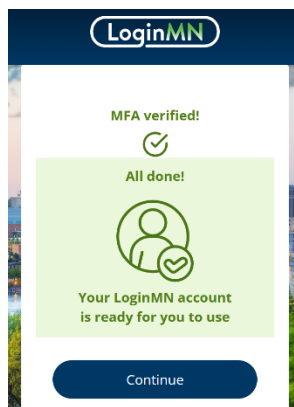 LoginMN
MFA verified!
All done!
Your LoginMN account
is ready for you to use
Continue